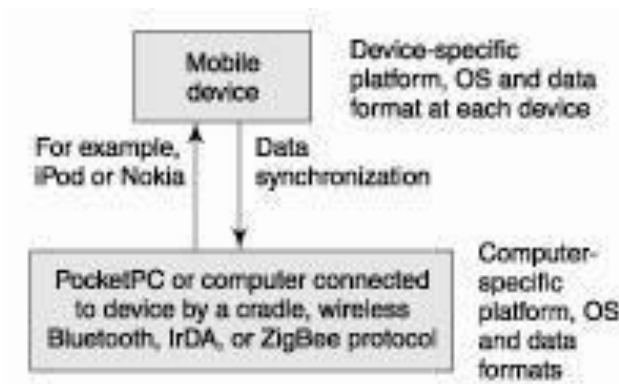 Mobile
device
Device-specific
platform, OS and data
format at each device
For example,
iPod or Nokia
Data
synchronization
PocketPC or computer connected
to device by a cradle, wireless
Bluetooth, IrDA, or ZigBee protocol
Computer-
specific
platform, OS
and data
formats